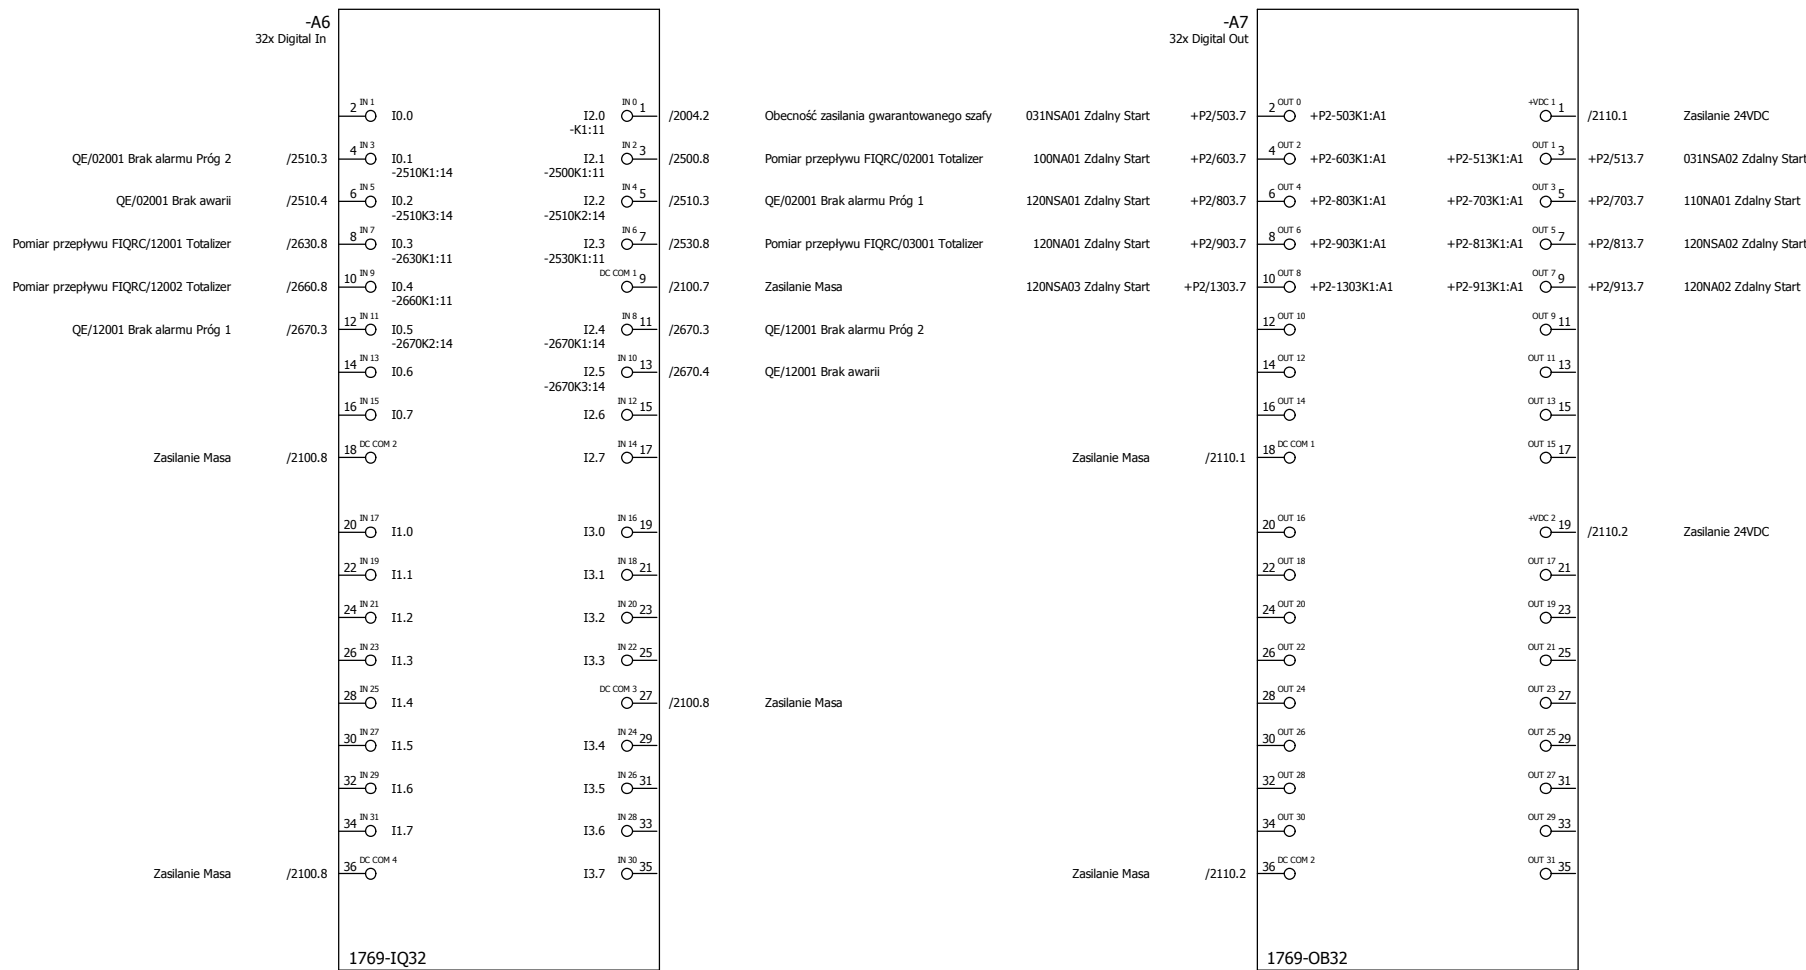 -A6
32x Digital In
2 IN 1 I0.0 I2.0 IN 0 1 /2004.2 Obecność zasilania gwarantowanego szafy
-K1:11
QE/02001 Brak alarmu Próg 2 /2510.3 4 IN 3 I0.1 I2.1 IN 2 3 /2500.8 Pomiar przepływu FIQRC/02001 Totalizer
-2510K1:14 -2500K1:11
QE/02001 Brak awarii /2510.4 6 IN 5 I0.2 I2.2 IN 4 5 /2510.3 QE/02001 Brak alarmu Próg 1
-2510K3:14 -2510K2:14
Pomiar przepływu FIQRC/12001 Totalizer /2630.8 8 IN 7 I0.3 I2.3 IN 6 7 /2530.8 Pomiar przepływu FIQRC/03001 Totalizer
-2630K1:11 -2530K1:11
Pomiar przepływu FIQRC/12002 Totalizer /2660.8 10 IN 9 I0.4 DC COM 1 9 /2100.7 Zasilanie Masa
-2660K1:11
QE/12001 Brak alarmu Próg 1 /2670.3 12 IN 11 I0.5 I2.4 IN 8 11 /2670.3 QE/12001 Brak alarmu Próg 2
-2670K2:14 -2670K1:14
14 IN 13 I0.6 I2.5 IN 10 13 /2670.4 QE/12001 Brak awarii
-2670K3:14
16 IN 15 I0.7 I2.6 IN 12 15
Zasilanie Masa /2100.8 18 DC COM 2 I2.7 IN 14 17
20 IN 17 I1.0 I3.0 IN 16 19
22 IN 19 I1.1 I3.1 IN 18 21
24 IN 21 I1.2 I3.2 IN 20 23
26 IN 23 I1.3 I3.3 IN 22 25
28 IN 25 I1.4 DC COM 3 27 /2100.8 Zasilanie Masa
30 IN 27 I1.5 I3.4 IN 24 29
32 IN 29 I1.6 I3.5 IN 26 31
34 IN 31 I1.7 I3.6 IN 28 33
Zasilanie Masa /2100.8 36 DC COM 4 I3.7 IN 30 35
1769-IQ32
-A7
32x Digital Out
031NSA01 Zdalny Start +P2/503.7 2 OUT 0 +P2-503K1:A1 +VDC 1 1 /2110.1 Zasilanie 24VDC
100NA01 Zdalny Start +P2/603.7 4 OUT 2 +P2-603K1:A1 +P2-513K1:A1 OUT 1 3 +P2/513.7 031NSA02 Zdalny Start
120NSA01 Zdalny Start +P2/803.7 6 OUT 4 +P2-803K1:A1 +P2-703K1:A1 OUT 3 5 +P2/703.7 110NA01 Zdalny Start
120NA01 Zdalny Start +P2/903.7 8 OUT 6 +P2-903K1:A1 +P2-813K1:A1 OUT 5 7 +P2/813.7 120NSA02 Zdalny Start
120NSA03 Zdalny Start +P2/1303.7 10 OUT 8 +P2-1303K1:A1 +P2-913K1:A1 OUT 7 9 +P2/913.7 120NA02 Zdalny Start
12 OUT 10 OUT 9 11
14 OUT 12 OUT 11 13
16 OUT 14 OUT 13 15
Zasilanie Masa /2110.1 18 DC COM 1 OUT 15 17
20 OUT 16 +VDC 2 19 /2110.2 Zasilanie 24VDC
22 OUT 18 OUT 17 21
24 OUT 20 OUT 19 23
26 OUT 22 OUT 21 25
28 OUT 24 OUT 23 27
30 OUT 26 OUT 25 29
32 OUT 28 OUT 27 31
34 OUT 30 OUT 29 33
Zasilanie Masa /2110.2 36 DC COM 2 OUT 31 35
1769-OB32